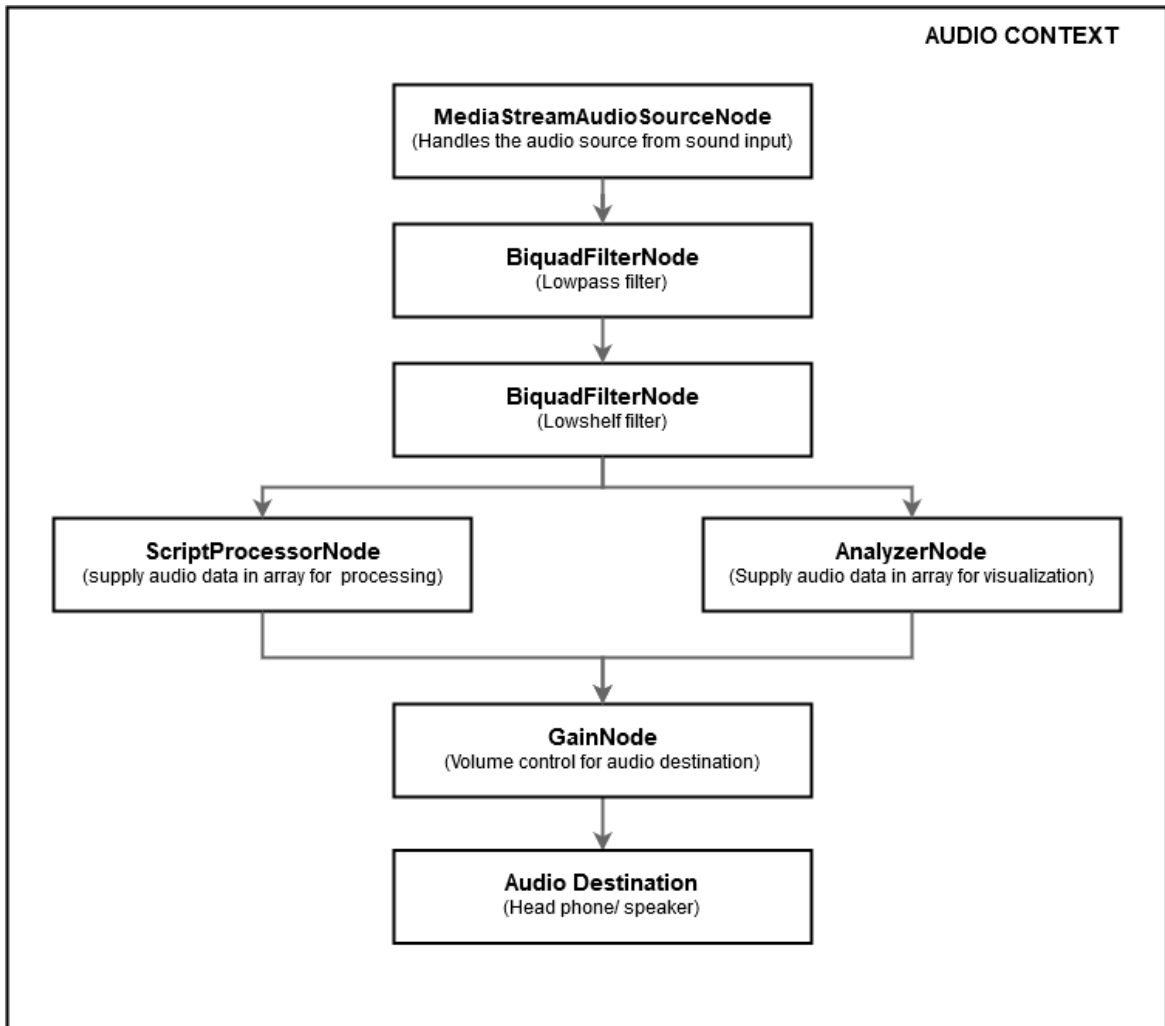 AUDIO CONTEXT
MediaStreamAudioSourceNode
(Handles the audio source from sound input)
BiquadFilterNode
(Lowpass filter)
BiquadFilterNode
(Lowshelf filter)
ScriptProcessorNode
(supply audio data in array for processing)
AnalyzerNode
(Supply audio data in array for visualization)
GainNode
(Volume control for audio destination)
Audio Destination
(Head phone/ speaker)